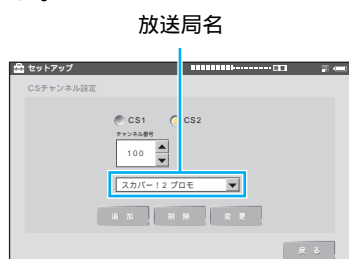 放送局名
セットアップ
CSチャンネル設定
CS1 CS2
チャンネル番号
100
スカパー！2 プロモ
追 加 削 除 変 更
戻 る